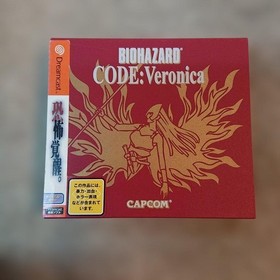 Dreamcast
恐怖覚醒。
BIOHAZARD
CODE:Veronica
この作品には、
暴力・出血・
ホラー表現
などが含まれて
います。
CAPCOM